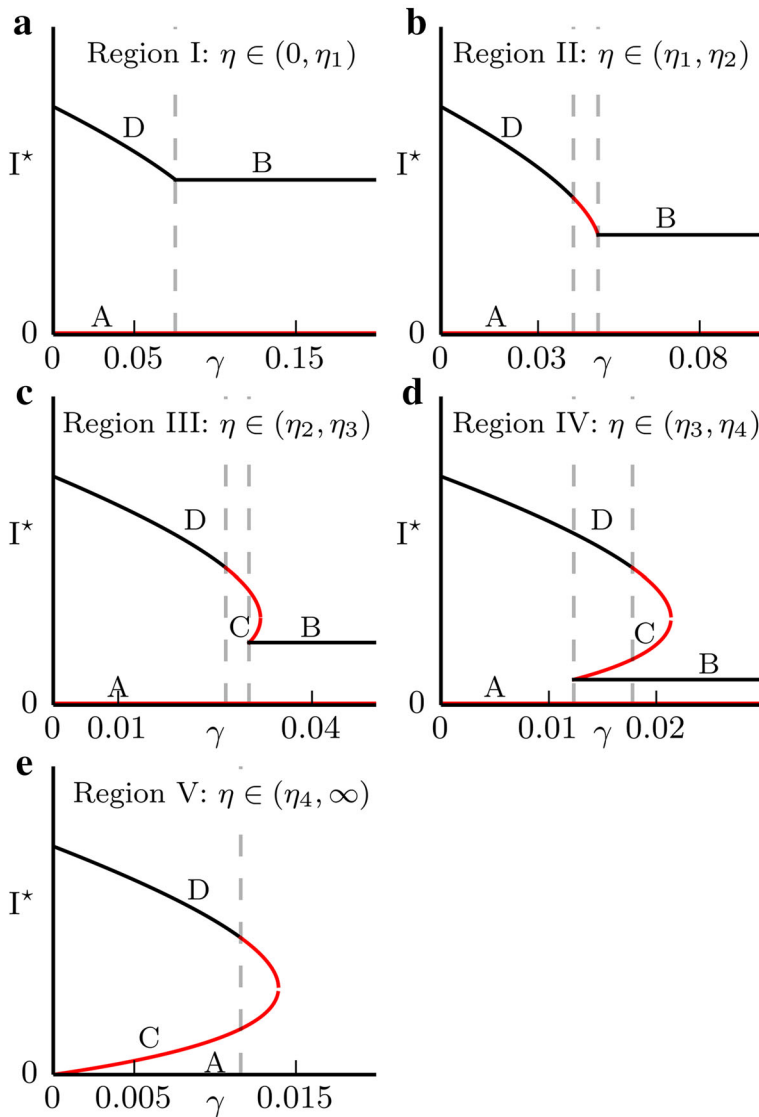 a
Region I: η ∈ (0, η₁)
D
B
I⋆
A
0
0 0.05 γ 0.15
b
Region II: η ∈ (η₁, η₂)
D
B
I⋆
A
0
0 0.03 γ 0.08
c
Region III: η ∈ (η₂, η₃)
D
I⋆
C B
A
0
0 0.01 γ 0.04
d
Region IV: η ∈ (η₃, η₄)
D
I⋆
C
B
A
0
0 0.01 γ 0.02
e
Region V: η ∈ (η₄, ∞)
D
I⋆
C
A
0
0 0.005 γ 0.015